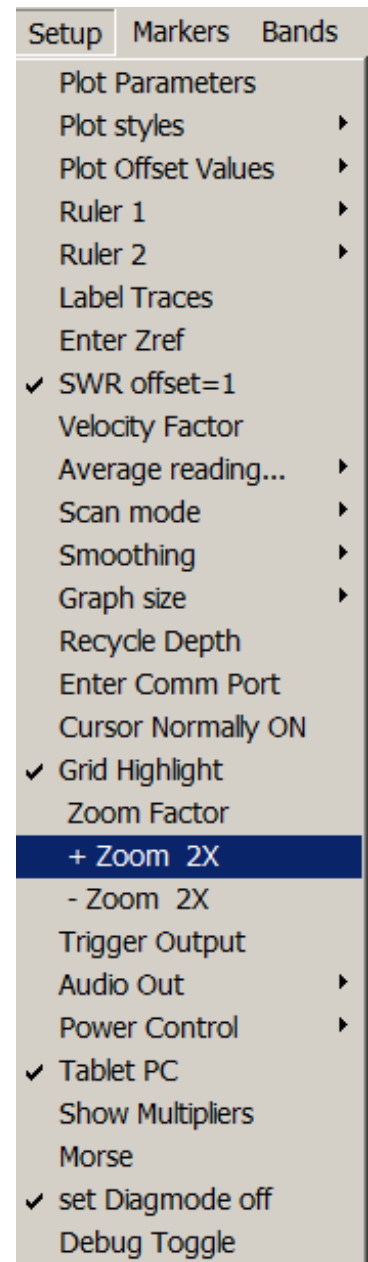 Setup Markers Bands
Plot Parameters
Plot styles
Plot Offset Values
Ruler 1
Ruler 2
Label Traces
Enter Zref
SWR offset=1
Velocity Factor
Average reading...
Scan mode
Smoothing
Graph size
Recycle Depth
Enter Comm Port
Cursor Normally ON
Grid Highlight
Zoom Factor
+ Zoom 2X
- Zoom 2X
Trigger Output
Audio Out
Power Control
Tablet PC
Show Multipliers
Morse
set Diagmode off
Debug Toggle